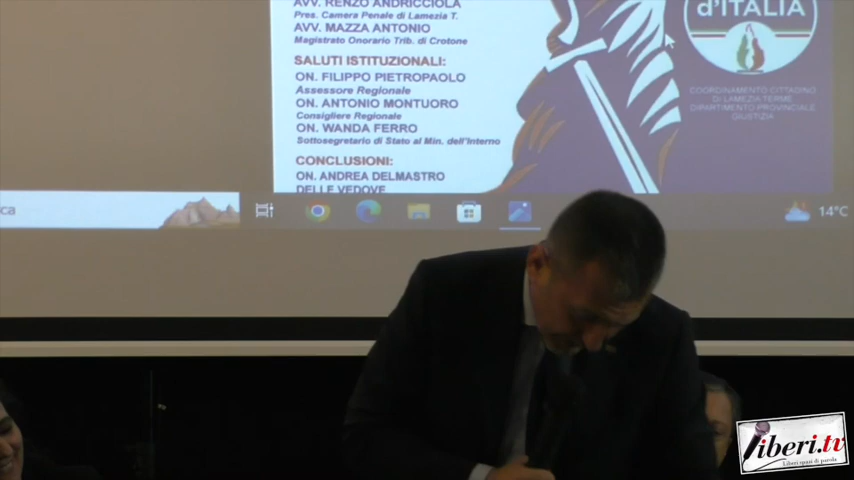 AVV. RENZO ANDRICCIOLA
Pres. Camera Penale di Lamezia T.
AVV. MAZZA ANTONIO
Magistrato Onorario Trib. di Crotone
SALUTI ISTITUZIONALI:
ON. FILIPPO PIETROPAOLO
Assessore Regionale
ON. ANTONIO MONTUORO
Consigliere Regionale
ON. WANDA FERRO
Sottosegretario di Stato al Min. dell'Interno
CONCLUSIONI:
ON. ANDREA DELMASTRO
DELLE VEDOVE
d'ITALIA
COORDINAMENTO CITTADINO
DI LAMEZIA TERME
DIPARTIMENTO PROVINCIALE
GIUSTIZIA
ca
14°C
liberi.tv
Liberi spazi di parola